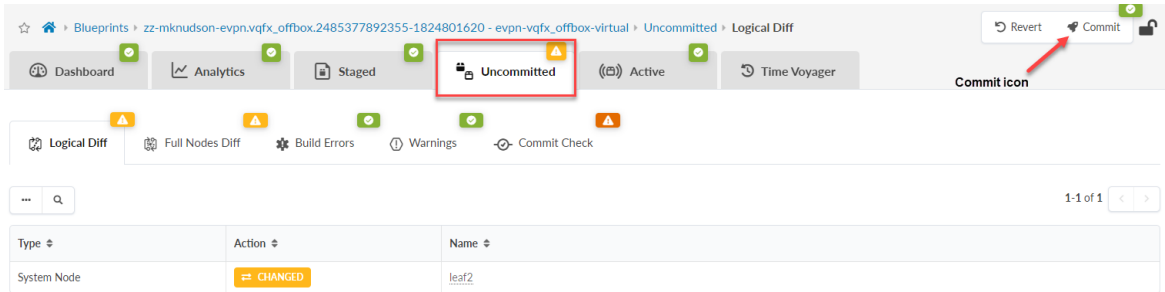 Blueprints › zz-mknudson-evpn.vqfx_offbox.2485377892355-1824801620 - evpn-vqfx_offbox-virtual › Uncommitted › Logical Diff
Revert Commit
Dashboard Analytics Staged Uncommitted Active Time Voyager
Commit icon
Logical Diff Full Nodes Diff Build Errors Warnings Commit Check
1-1 of 1
Type Action Name
System Node CHANGED leaf2